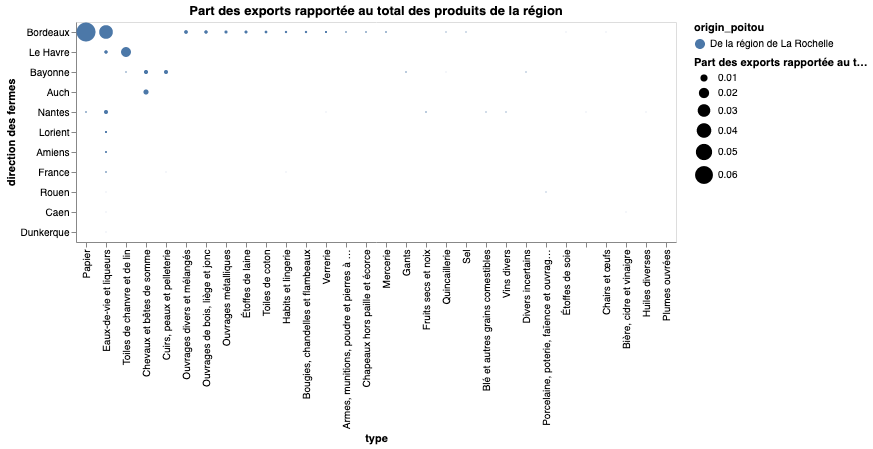 Part des exports rapportée au total des produits de la région
direction des fermes
Bordeaux
Le Havre
Bayonne
Auch
Nantes
Lorient
Amiens
France
Rouen
Caen
Dunkerque
Papier
Eaux-de-vie et liqueurs
Toiles de chanvre et de lin
Chevaux et bêtes de somme
Cuirs, peaux et pelleterie
Ouvrages divers et mélangés
Ouvrages de bois, liège et jonc
Ouvrages métalliques
Étoffes de laine
Toiles de coton
Habits et lingerie
Bougies, chandelles et flambeaux
Verrerie
Armes, munitions, poudre et pierres à …
Chapeaux hors paille et écorce
Mercerie
Gants
Fruits secs et noix
Quincaillerie
Sel
Blé et autres grains comestibles
Vins divers
Divers incertains
Porcelaine, poterie, faïence et ouvrag…
Étoffes de soie
Chairs et œufs
Bière, cidre et vinaigre
Huiles diverses
Plumes ouvrées
type
origin_poitou
De la région de La Rochelle
Part des exports rapportée au t…
0.01
0.02
0.03
0.04
0.05
0.06